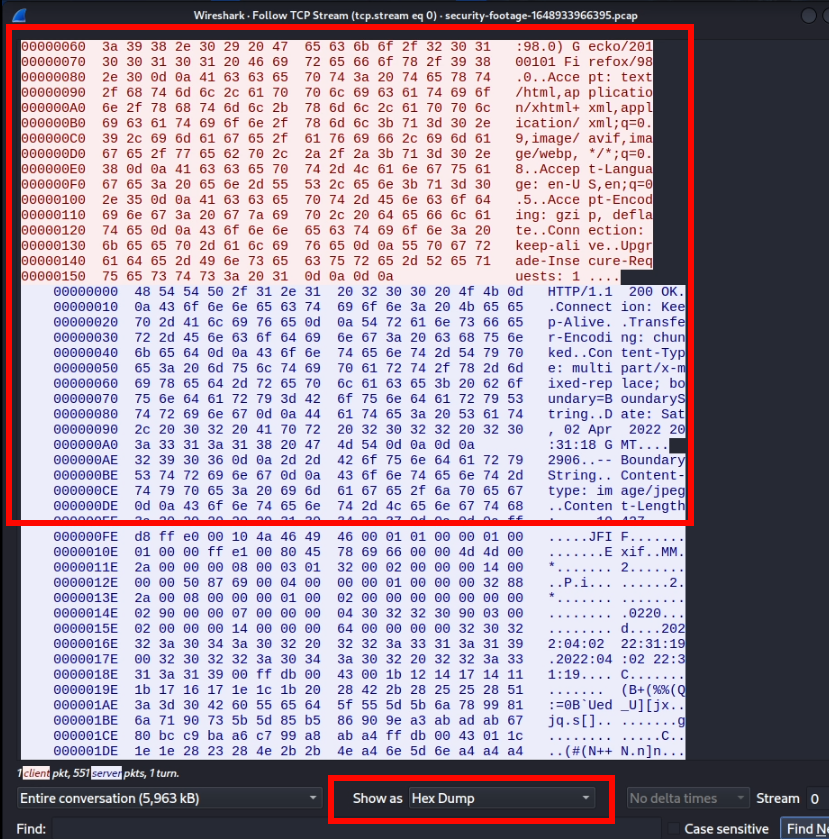 Wireshark · Follow TCP Stream (tcp.stream eq 0) · security-footage-1648933966395.pcap
00000060 3a 39 38 2e 30 29 20 47 65 63 6b 6f 2f 32 30 31 :98.0) G ecko/201
00000070 30 30 31 30 31 20 46 69 72 65 66 6f 78 2f 39 38 00101 Fi refox/98
00000080 2e 30 0d 0a 41 63 63 65 70 74 3a 20 74 65 78 74 .0..Acce pt: text
00000090 2f 68 74 6d 6c 2c 61 70 70 6c 69 63 61 74 69 6f /html,ap plicatio
000000A0 6e 2f 78 68 74 6d 6c 2b 78 6d 6c 2c 61 70 70 6c n/xhtml+ xml,appl
000000B0 69 63 61 74 69 6f 6e 2f 78 6d 6c 3b 71 3d 30 2e ication/ xml;q=0.
000000C0 39 2c 69 6d 61 67 65 2f 61 76 69 66 2c 69 6d 61 9,image/ avif,ima
000000D0 67 65 2f 77 65 62 70 2c 2a 2f 2a 3b 71 3d 30 2e ge/webp, */*;q=0.
000000E0 38 0d 0a 41 63 63 65 70 74 2d 4c 61 6e 67 75 61 8..Accep t-Langua
000000F0 67 65 3a 20 65 6e 2d 55 53 2c 65 6e 3b 71 3d 30 ge: en-U S,en;q=0
00000100 2e 35 0d 0a 41 63 63 65 70 74 2d 45 6e 63 6f 64 .5..Acce pt-Encod
00000110 69 6e 67 3a 20 67 7a 69 70 2c 20 64 65 66 6c 61 ing: gzi p, defla
00000120 74 65 0d 0a 43 6f 6e 6e 65 63 74 69 6f 6e 3a 20 te..Conn ection:
00000130 6b 65 65 70 2d 61 6c 69 76 65 0d 0a 55 70 67 72 keep-ali ve..Upgr
00000140 61 64 65 2d 49 6e 73 65 63 75 72 65 2d 52 65 71 ade-Inse cure-Req
00000150 75 65 73 74 73 3a 20 31 0d 0a 0d 0a uests: 1 ....
00000000 48 54 54 50 2f 31 2e 31 20 32 30 30 20 4f 4b 0d HTTP/1.1 200 OK.
00000010 0a 43 6f 6e 6e 65 63 74 69 6f 6e 3a 20 4b 65 65 .Connect ion: Kee
00000020 70 2d 41 6c 69 76 65 0d 0a 54 72 61 6e 73 66 65 p-Alive. .Transfe
00000030 72 2d 45 6e 63 6f 64 69 6e 67 3a 20 63 68 75 6e r-Encodi ng: chun
00000040 6b 65 64 0d 0a 43 6f 6e 74 65 6e 74 2d 54 79 70 ked..Con tent-Typ
00000050 65 3a 20 6d 75 6c 74 69 70 61 72 74 2f 78 2d 6d e: multi part/x-m
00000060 69 78 65 64 2d 72 65 70 6c 61 63 65 3b 20 62 6f ixed-rep lace; bo
00000070 75 6e 64 61 72 79 3d 42 6f 75 6e 64 61 72 79 53 undary=B oundaryS
00000080 74 72 69 6e 67 0d 0a 44 61 74 65 3a 20 53 61 74 tring..D ate: Sat
00000090 2c 20 30 32 20 41 70 72 20 32 30 32 32 20 32 30 , 02 Apr 2022 20
000000A0 3a 33 31 3a 31 38 20 47 4d 54 0d 0a 0d 0a :31:18 G MT....
000000AE 32 39 30 36 0d 0a 2d 2d 42 6f 75 6e 64 61 72 79 2906..-- Boundary
000000BE 53 74 72 69 6e 67 0d 0a 43 6f 6e 74 65 6e 74 2d String.. Content-
000000CE 74 79 70 65 3a 20 69 6d 61 67 65 2f 6a 70 65 67 type: im age/jpeg
000000DE 0d 0a 43 6f 6e 74 65 6e 74 2d 4c 65 6e 67 74 68 ..Conten t-Length
000000FE d8 ff e0 00 10 4a 46 49 46 00 01 01 00 00 01 00 .....JFI F.......
0000010E 01 00 00 ff e1 00 80 45 78 69 66 00 00 4d 4d 00 .......E xif..MM.
0000011E 2a 00 00 00 08 00 03 01 32 00 02 00 00 00 14 00 *....... 2.......
0000012E 00 00 50 87 69 00 04 00 00 00 01 00 00 00 32 88 ..P.i... ......2.
0000013E 2a 00 08 00 00 00 01 00 02 00 00 00 00 00 00 00 *....... ........
0000014E 02 90 00 00 07 00 00 00 04 30 32 32 30 90 03 00 ........ .0220...
0000015E 02 00 00 00 14 00 00 00 64 00 00 00 00 32 30 32 ........ d....202
0000016E 32 3a 30 34 3a 30 32 20 32 32 3a 33 31 3a 31 39 2:04:02 22:31:19
0000017E 00 32 30 32 32 3a 30 34 3a 30 32 20 32 32 3a 33 .2022:04 :02 22:3
0000018E 31 3a 31 39 00 ff db 00 43 00 1b 12 14 17 14 11 1:19.... C.......
0000019E 1b 17 16 17 1e 1c 1b 20 28 42 2b 28 25 25 28 51 ....... (B+(%%(Q
000001AE 3a 3d 30 42 60 55 65 64 5f 55 5d 5b 6a 78 99 81 :=0B`Ued _U][jx..
000001BE 6a 71 90 73 5b 5d 85 b5 86 90 9e a3 ab ad ab 67 jq.s[].. .......g
000001CE 80 bc c9 ba a6 c7 99 a8 ab a4 ff db 00 43 01 1c ........ .....C..
000001DE 1e 1e 28 23 28 4e 2b 2b 4e a4 6e 5d 6e a4 a4 a4 ..(#(N++ N.n]n...
1 client pkt, 551 server pkts, 1 turn.
Entire conversation (5,963 kB) Show as Hex Dump No delta times Stream 0
Find: Case sensitive Find